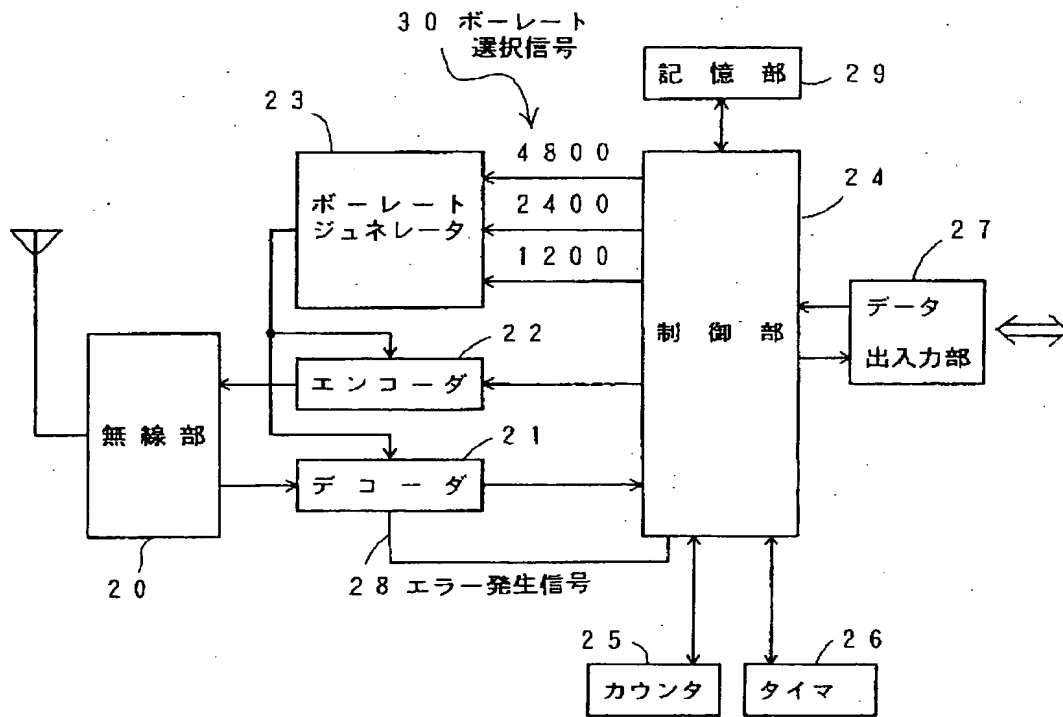 30 ボーレート
選択信号
記憶部
29
23
4800
24
ボーレート
ジュネレータ
2400
27
1200
データ
出入力部
制御部
22
エンコーダ
無線部
21
デコーダ
20
28 エラー発生信号
25
26
カウンタ
タイマ